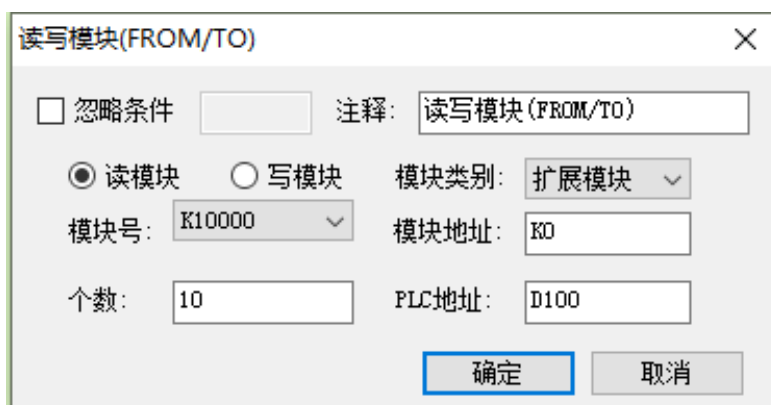 读写模块(FROM/TO)
忽略条件 注释: 读写模块(FROM/TO)
读模块 写模块 模块类别: 扩展模块
模块号: K10000 模块地址: K0
个数: 10 PLC地址: D100
确定 取消